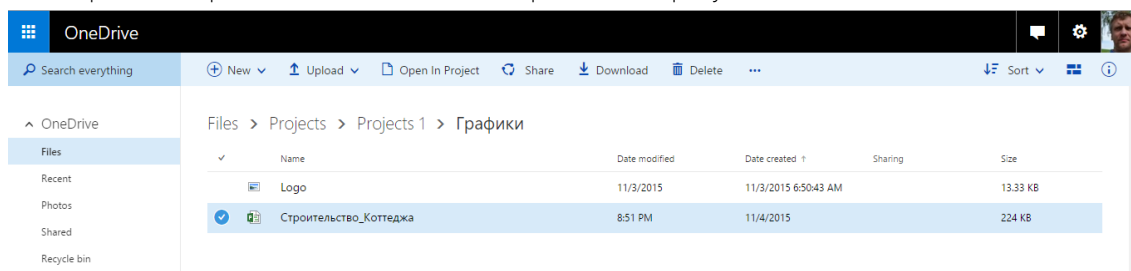 OneDrive
Search everything New Upload Open In Project Share Download Delete ... Sort
OneDrive
Files
Recent
Photos
Shared
Recycle bin
Files > Projects > Projects 1 > Графики
Name Date modified Date created ↑ Sharing Size
Logo 11/3/2015 11/3/2015 6:50:43 AM 13.33 KB
Строительство_Коттеджа 8:51 PM 11/4/2015 224 KB